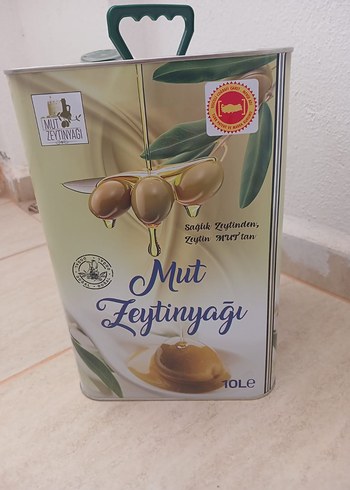 MUT
ZEYTİNYAĞI
Sağlık Zeytinden,
Zeytin MUT'tan
Mut
Zeytinyağı
10L℮